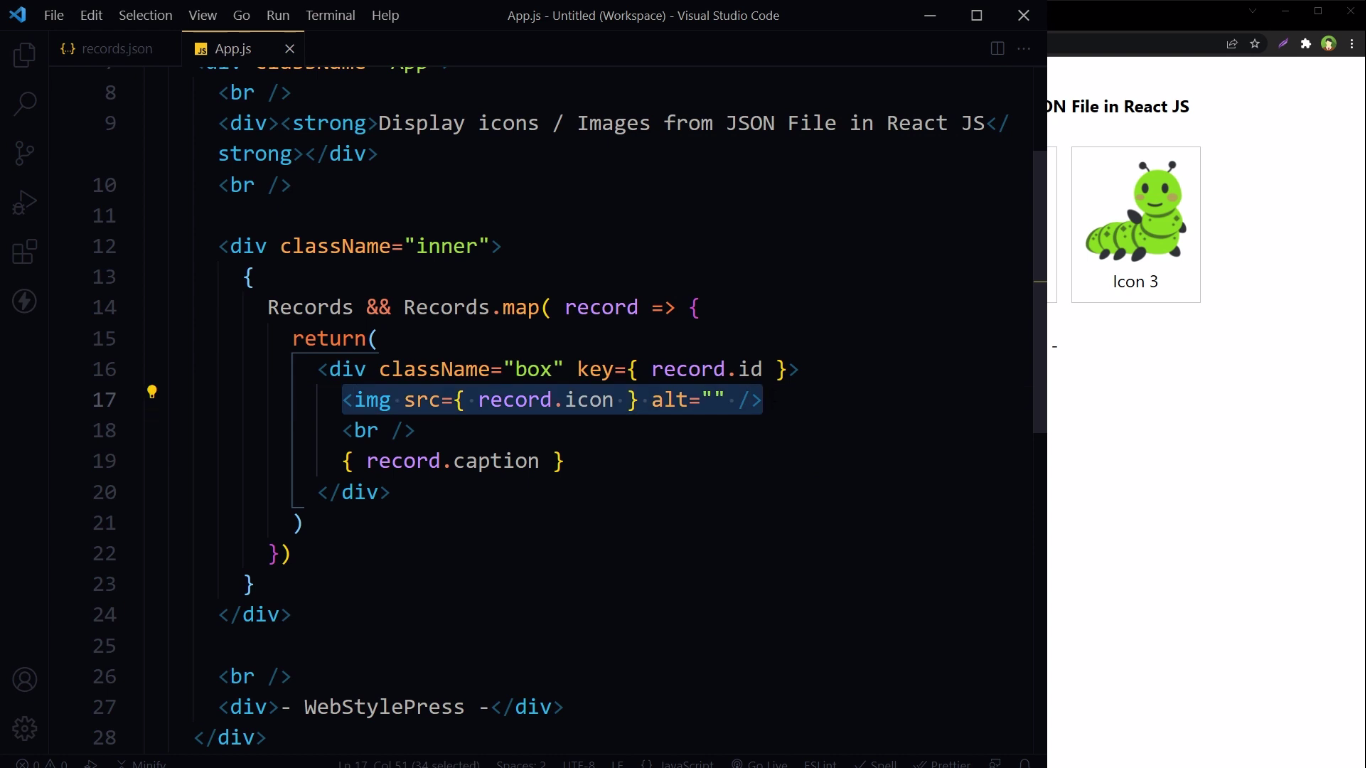 File Edit Selection View Go Run Terminal Help
App.js - Untitled (Workspace) - Visual Studio Code
{..} records.json
JS App.js
8 <br />
9 <div><strong>Display icons / Images from JSON File in React JS</
strong></div>
10 <br />
11
12 <div className="inner">
13 {
14 Records && Records.map( record => {
15 return(
16 <div className="box" key={ record.id }>
17 <img src={ record.icon } alt="" />
18 <br />
19 { record.caption }
20 </div>
21 )
22 })
23 }
24 </div>
25
26 <br />
27 <div>- WebStylePress -</div>
28 </div>
Ln 17, Col 51 (34 selected) Spaces: 2 UTF-8 LF {} JavaScript Go Live ESLint Spell Prettier
0 0 Minify
ON File in React JS
Icon 3
-